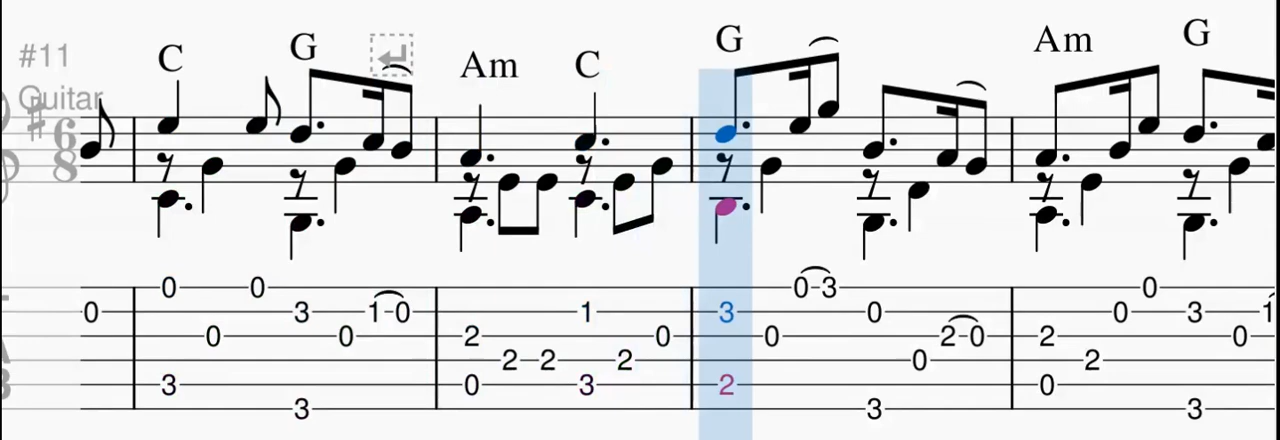 #11
C G Am C G Am G
Guitar
6
8
0 0 0-3 0
0 3 1-0 1 3 0 0 3 1
0 0 2 0 0 2-0 2 0
2 2 2 0 2
3 0 3 2 0
3 3 3